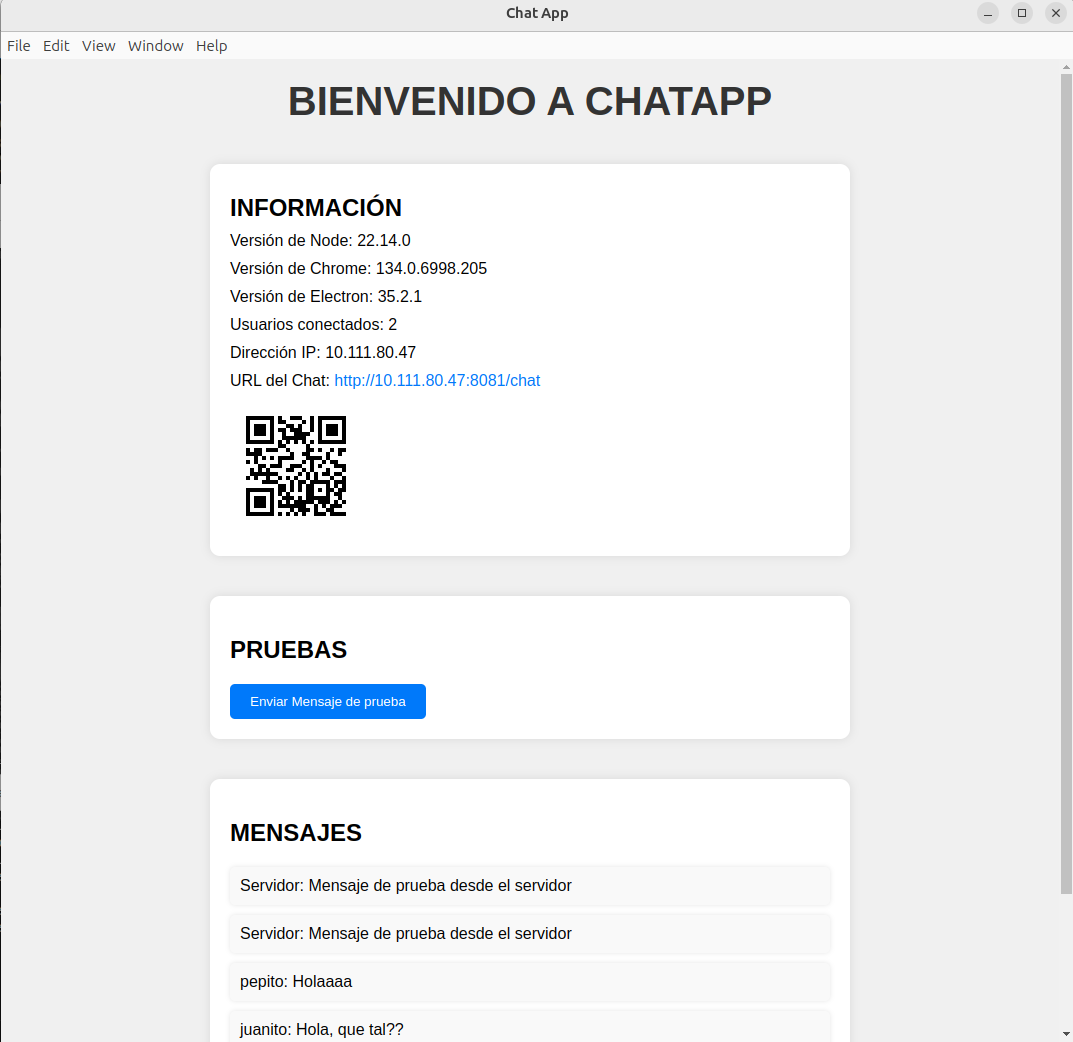 Chat App
File Edit View Window Help
BIENVENIDO A CHATAPP
INFORMACIÓN
Versión de Node: 22.14.0
Versión de Chrome: 134.0.6998.205
Versión de Electron: 35.2.1
Usuarios conectados: 2
Dirección IP: 10.111.80.47
URL del Chat: http://10.111.80.47:8081/chat
PRUEBAS
Enviar Mensaje de prueba
MENSAJES
Servidor: Mensaje de prueba desde el servidor
Servidor: Mensaje de prueba desde el servidor
pepito: Holaaaa
juanito: Hola, que tal??